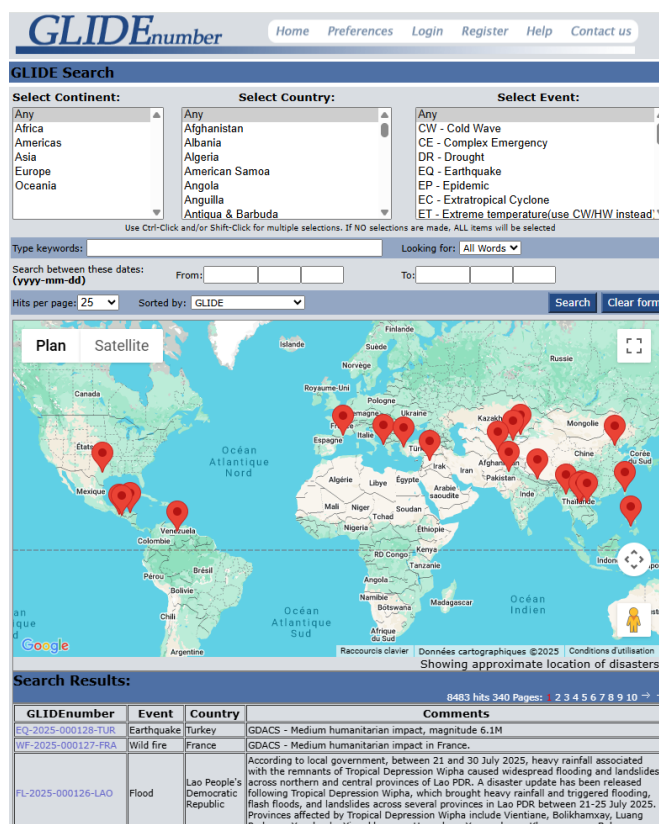 GLIDEnumber
Home Preferences Login Register Help Contact us
GLIDE Search
Select Continent: Select Country: Select Event:
Any Any Any
Africa Afghanistan CW - Cold Wave
Americas Albania CE - Complex Emergency
Asia Algeria DR - Drought
Europe American Samoa EQ - Earthquake
Oceania Angola EP - Epidemic
Anguilla EC - Extratropical Cyclone
Antigua & Barbuda ET - Extreme temperature(use CW/HW instead)
Use Ctrl-Click and/or Shift-Click for multiple selections. If NO selections are made, ALL items will be selected
Type keywords: Looking for: All Words
Search between these dates:
(yyyy-mm-dd) From: To:
Hits per page: 25 Sorted by: GLIDE Search Clear form
Plan Satellite
Finlande
Islande Suède
Russie
Norvège
Royaume-Uni
Canada
Pologne
Ukraine
Kazakh
Mongolie
Italie
Espagne
Chine
Corée
du Sud
Océan
Atlantique
Nord
Irak Iran
Afghanistan
Pakistan
Algérie Libye Égypte
Arabie
saoudite
Inde
Mexique
Thaïlande
Mali Niger Soudan
Tchad
Nigeria Éthiopie
Venezuela
Colombie
RD Congo Kenya
Tanzanie
Brésil
Pérou
Angola
Bolivie
Namibie
Botswana
Madagascar
Océan
Indien
Océan
Atlantique
Sud
Chili
Afrique
du Sud
Argentine
Google
Raccourcis clavier Données cartographiques ©2025 Conditions d'utilisation
Showing approximate location of disasters
Search Results:
8483 hits 340 Pages: 1 2 3 4 5 6 7 8 9 10 →
GLIDEnumber Event Country Comments
EQ-2025-000128-TUR Earthquake Turkey GDACS - Medium humanitarian impact, magnitude 6.1M
WF-2025-000127-FRA Wild fire France GDACS - Medium humanitarian impact in France.
FL-2025-000126-LAO Flood Lao People's Democratic Republic
According to local government, between 21 and 30 July 2025, heavy rainfall associated
with the remnants of Tropical Depression Wipha caused widespread flooding and landslides
across northern and central provinces of Lao PDR. A disaster update has been released
following Tropical Depression Wipha, which brought heavy rainfall and triggered flooding,
flash floods, and landslides across several provinces in Lao PDR between 21-25 July 2025.
Provinces affected by Tropical Depression Wipha include Vientiane, Bolikhamxay, Luang